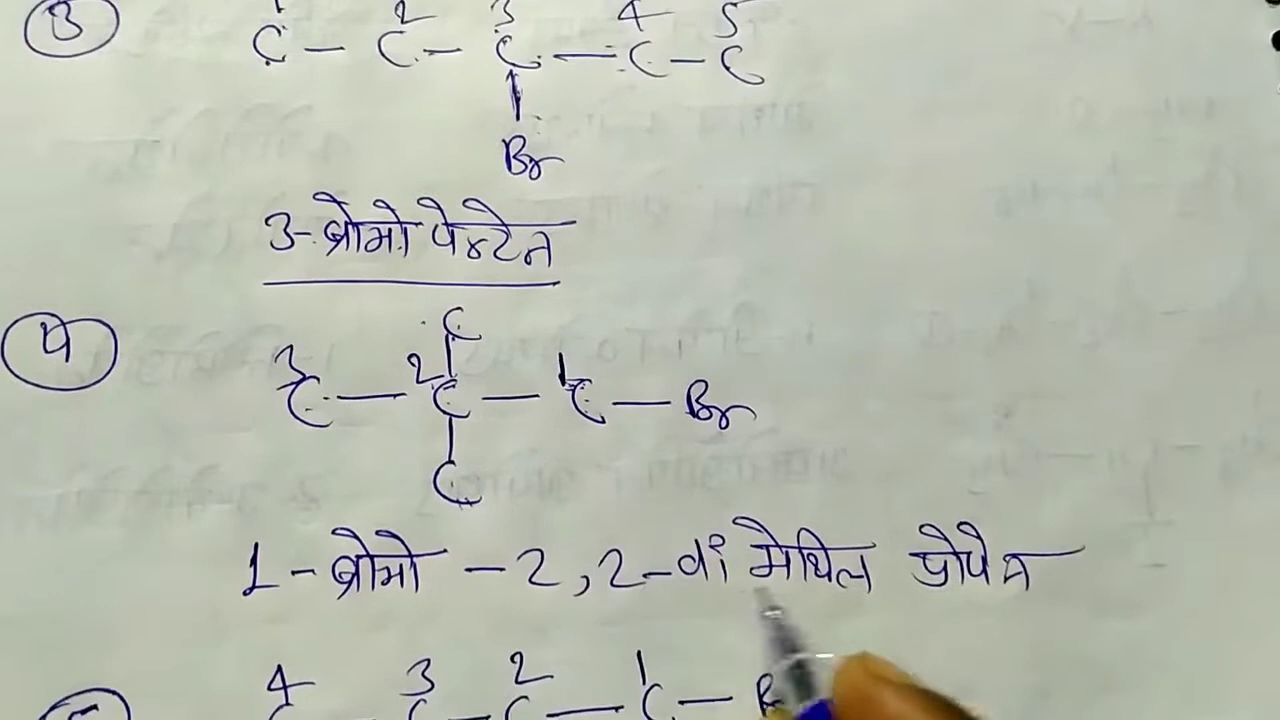 3
1 2 3 4 5
C – C – C – C – C
|
Br
3-ब्रोमो पेन्टेन
4
C
|
3 2 1
C – C – C – Br
|
C
1 - ब्रोमो - 2,2-डाइ मेथिल प्रोपेन
4 3 2 1
C – C – C – C –